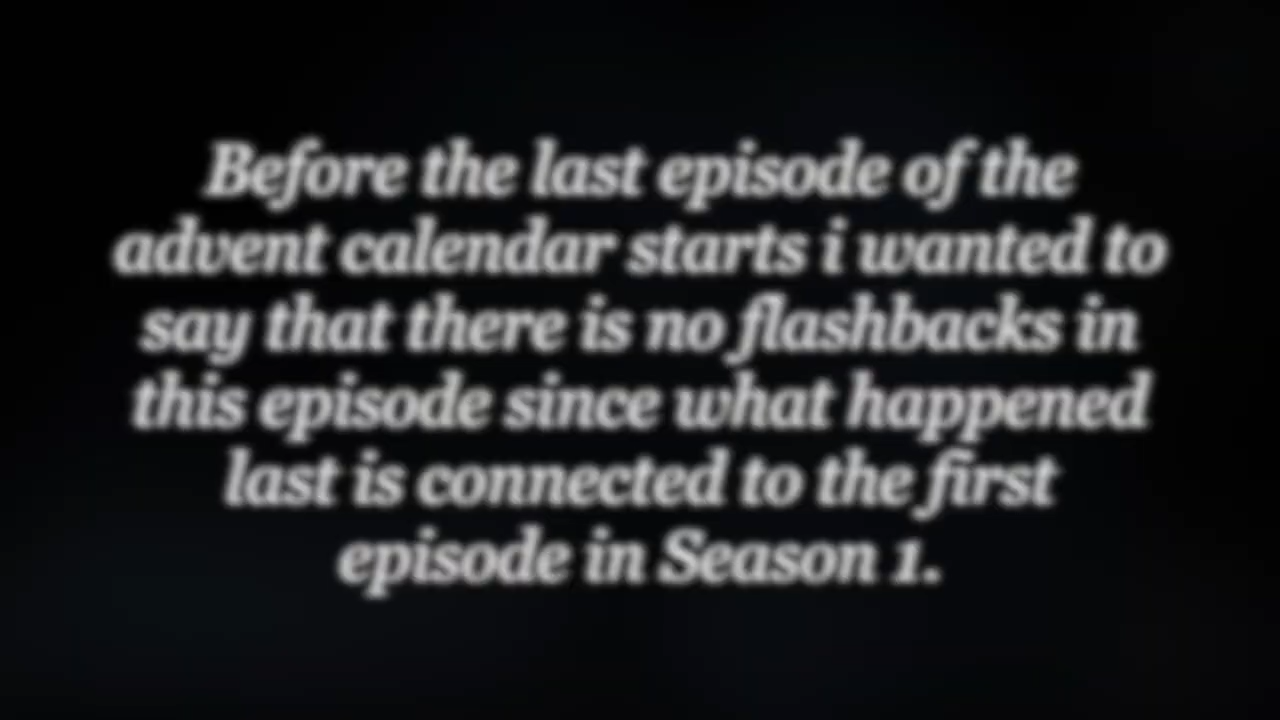 Before the last episode of the
advent calendar starts i wanted to
say that there is no flashbacks in
this episode since what happened
last is connected to the first
episode in Season 1.